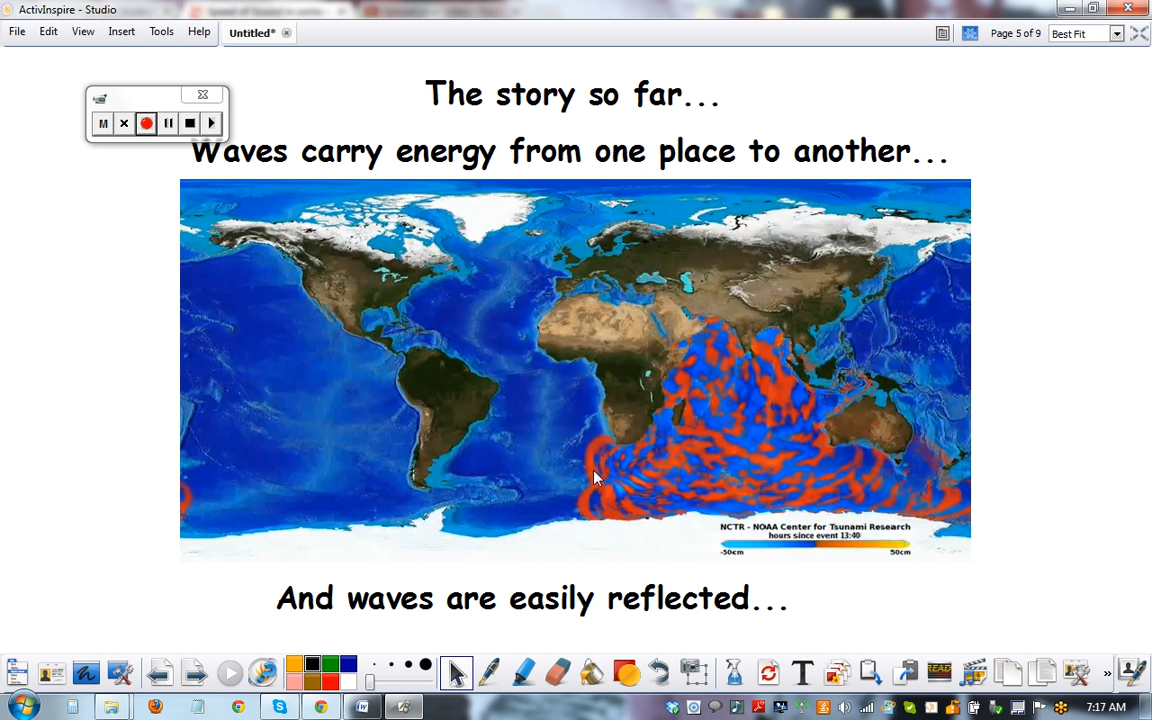 ActivInspire - Studio
File Edit View Insert Tools Help Untitled* Page 5 of 9 Best Fit
The story so far...
M
Waves carry energy from one place to another...
NCTR - NOAA Center for Tsunami Research
hours since event 13:40
-50cm 50cm
And waves are easily reflected...
T READ »
W
7:17 AM